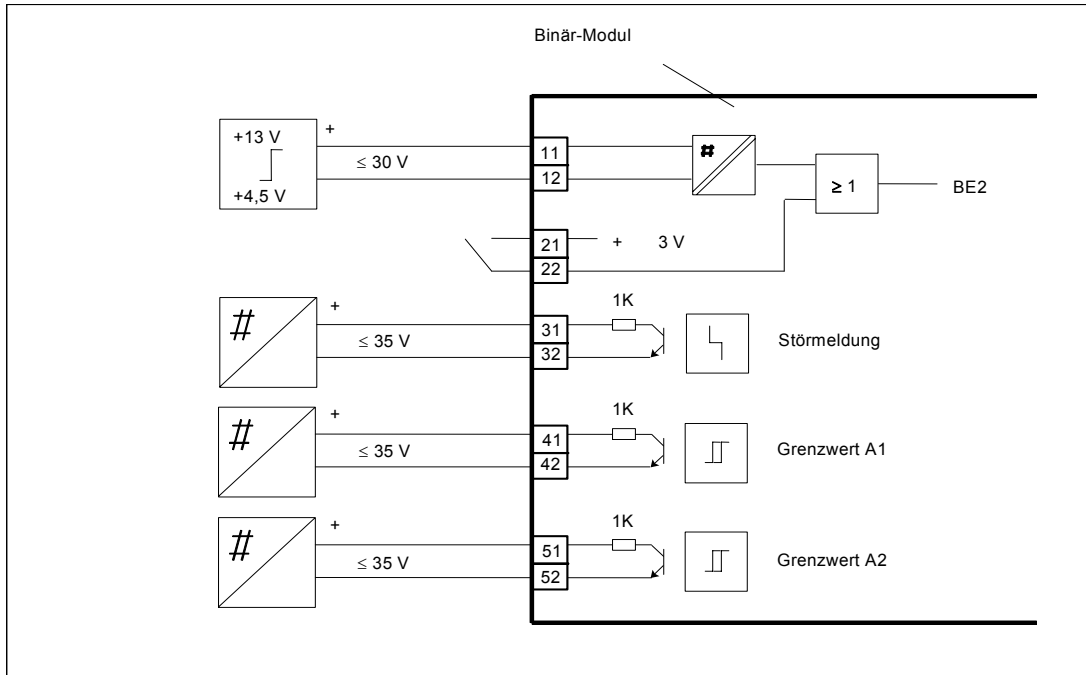 Binär-Modul
+13 V
+4,5 V
+
≤ 30 V
11
12
#
≥ 1
BE2
21
22
+ 3 V
#
+
≤ 35 V
31
32
1K
Störmeldung
#
+
≤ 35 V
41
42
1K
Grenzwert A1
#
+
≤ 35 V
51
52
1K
Grenzwert A2